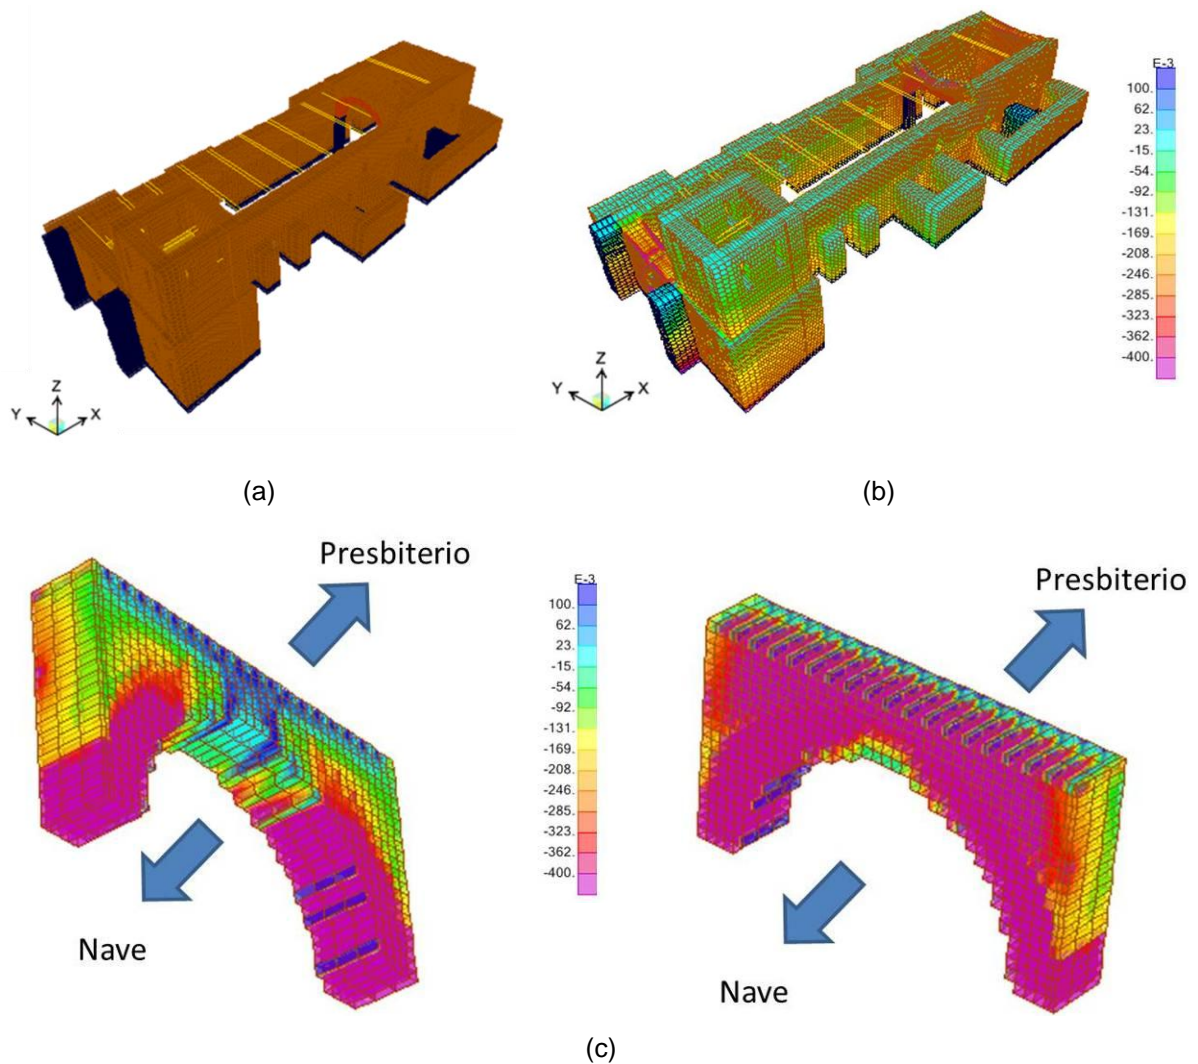 E-3
100.
62.
23.
-15.
-54.
-92.
-131.
-169.
-208.
-246.
-285.
-323.
-362.
-400.
Z
Y
X
Z
Y
X
(a)
(b)
Presbiterio
Nave
E-3
100.
62.
23.
-15.
-54.
-92.
-131.
-169.
-208.
-246.
-285.
-323.
-362.
-400.
Presbiterio
Nave
(c)